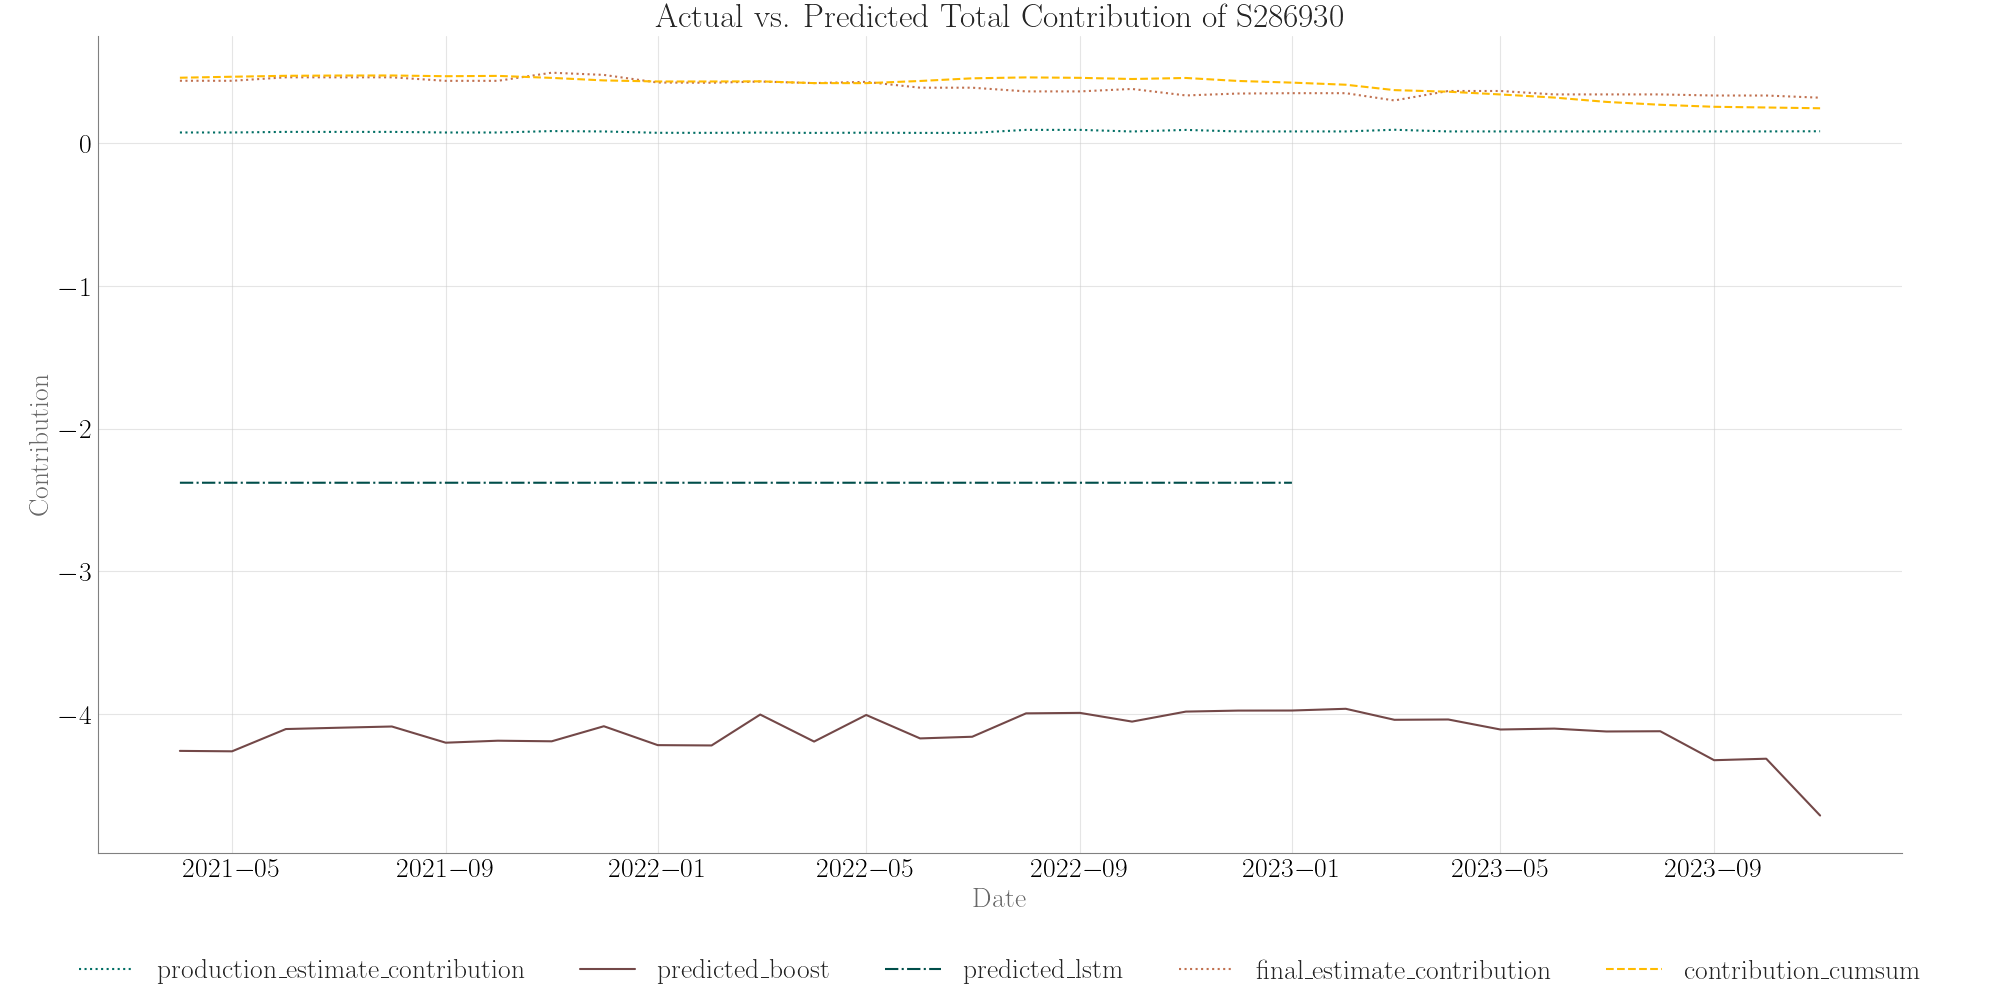 Actual vs. Predicted Total Contribution of S286930
0
−1
−2
−3
−4
Contribution
2021−05 2021−09 2022−01 2022−05 2022−09 2023−01 2023−05 2023−09
Date
production_estimate_contribution predicted_boost predicted_lstm final_estimate_contribution contribution_cumsum